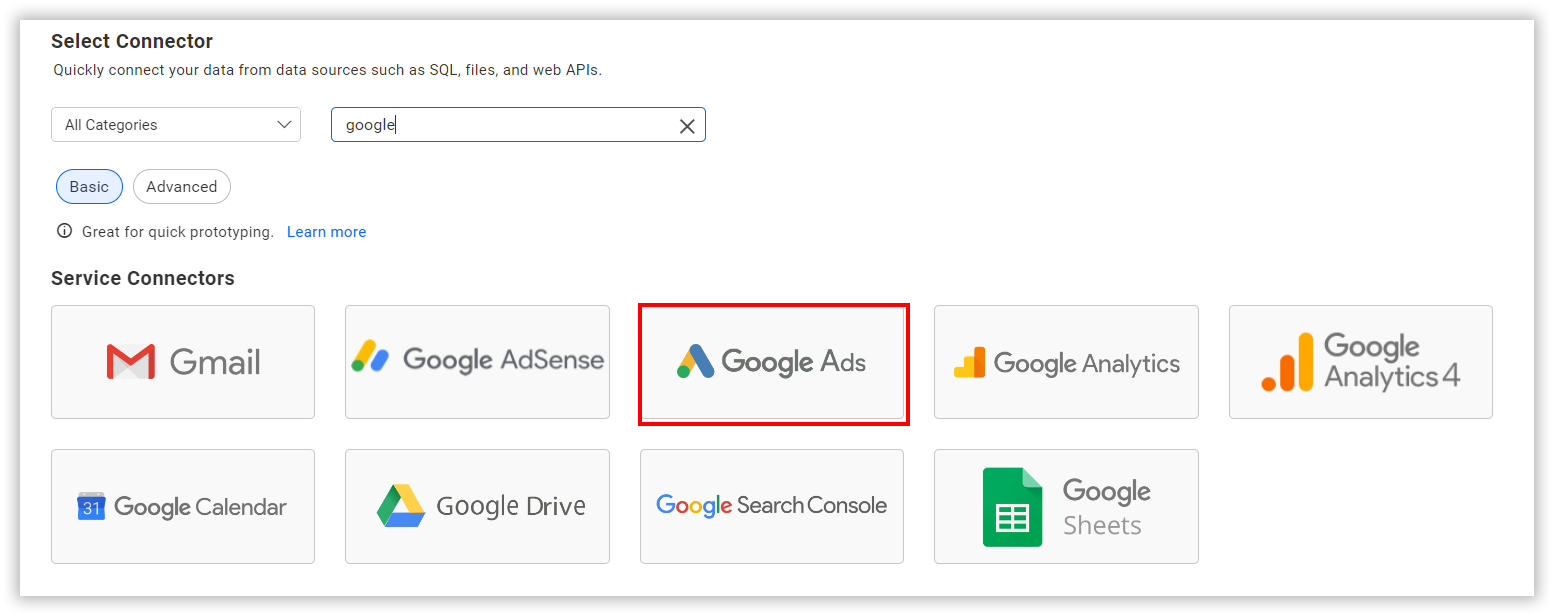 Select Connector
Quickly connect your data from data sources such as SQL, files, and web APIs.
All Categories
google
Basic
Advanced
Great for quick prototyping. Learn more
Service Connectors
Gmail
Google AdSense
Google Ads
Google Analytics
Google
Analytics 4
31
Google Calendar
Google Drive
Google Search Console
Google
Sheets